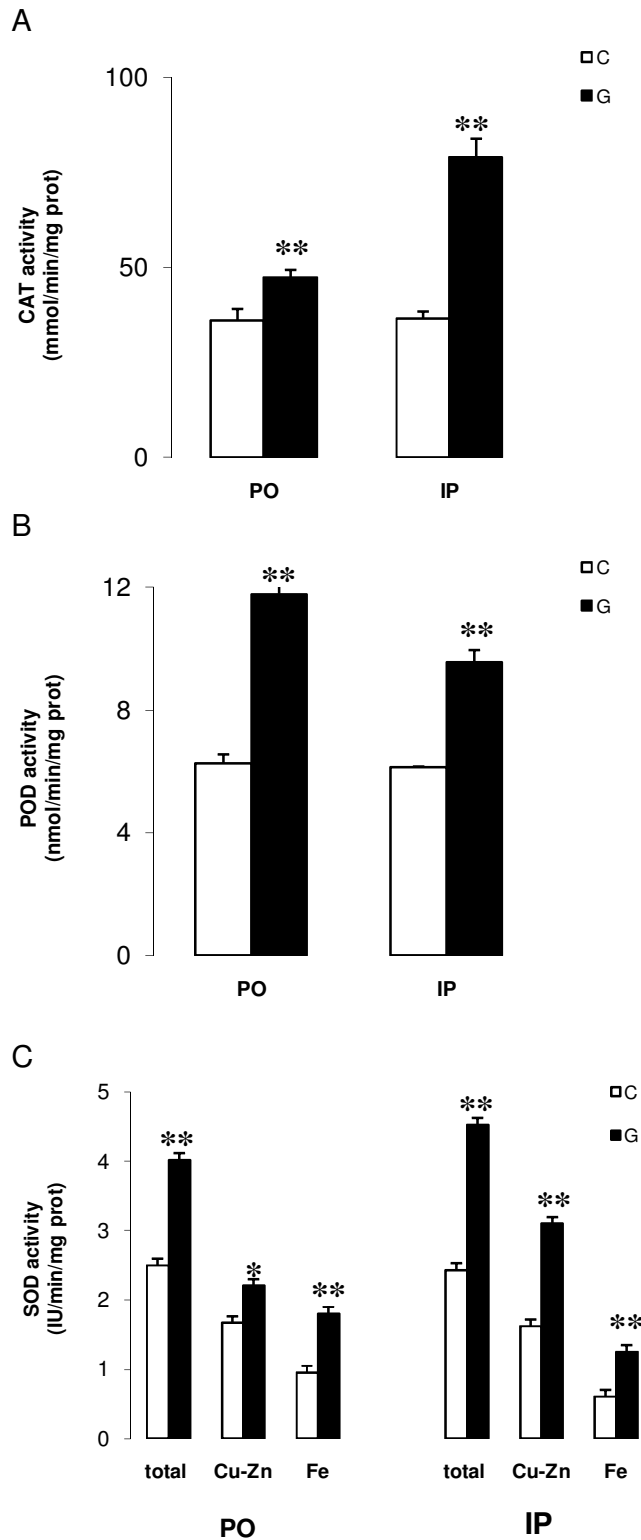 A
C
G
100
50
0
CAT activity
(mmol/min/mg prot)
**
**
PO
IP
B
C
G
12
8
4
0
POD activity
(nmol/min/mg prot)
**
**
PO
IP
C
C
G
5
4
3
2
1
0
SOD activity
(IU/min/mg prot)
**
*
**
**
**
**
total
Cu-Zn
Fe
total
Cu-Zn
Fe
PO
IP